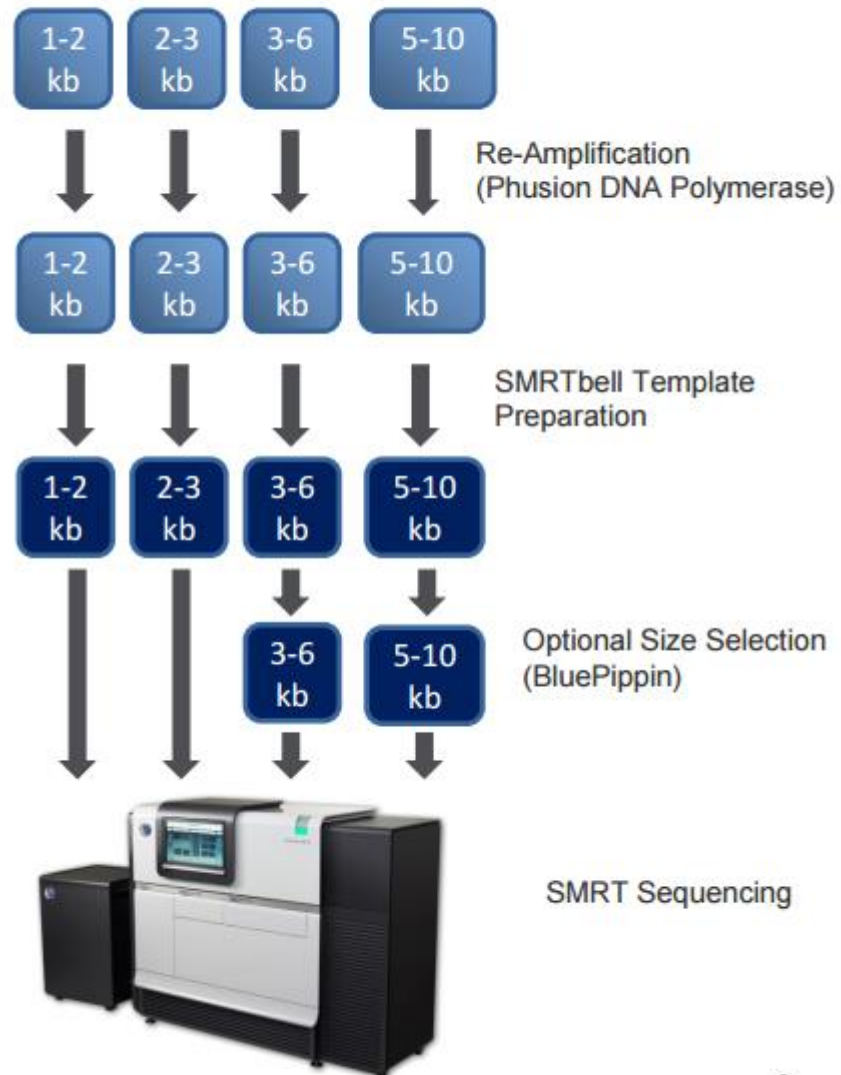 1-2
kb
2-3
kb
3-6
kb
5-10
kb
Re-Amplification
(Phusion DNA Polymerase)
1-2
kb
2-3
kb
3-6
kb
5-10
kb
SMRTbell Template
Preparation
1-2
kb
2-3
kb
3-6
kb
5-10
kb
3-6
kb
5-10
kb
Optional Size Selection
(BluePippin)
SMRT Sequencing